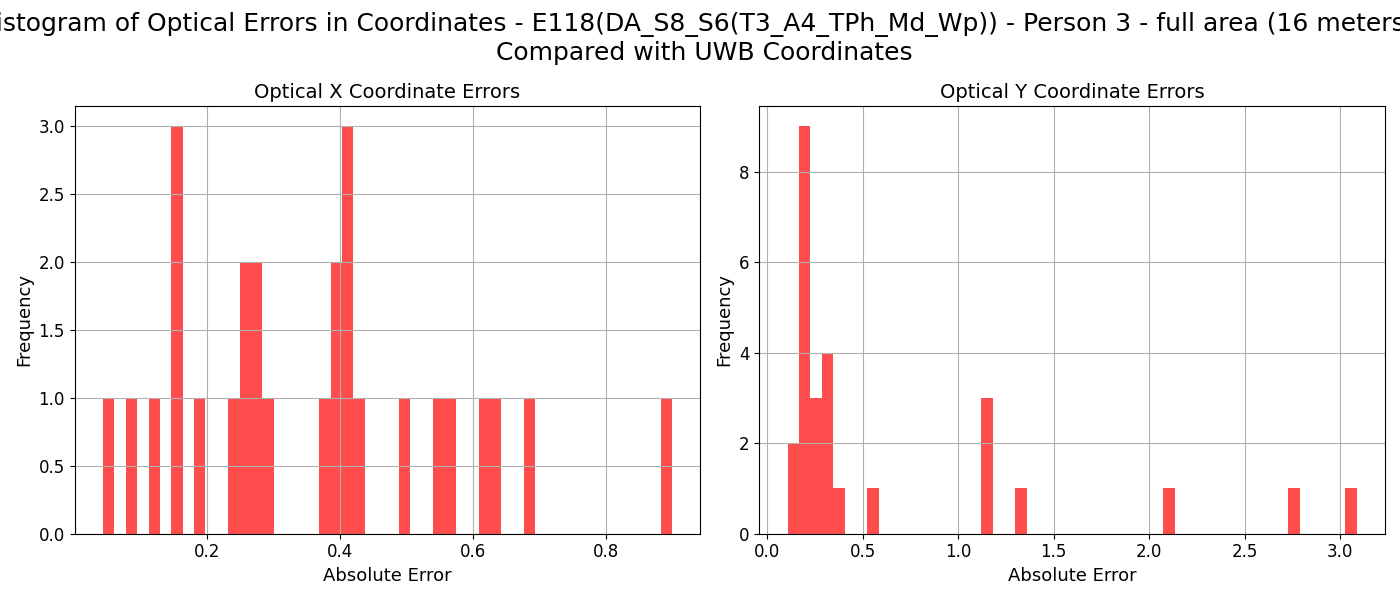 istogram of Optical Errors in Coordinates - E118(DA_S8_S6(T3_A4_TPh_Md_Wp)) - Person 3 - full area (16 meters
Compared with UWB Coordinates
Optical X Coordinate Errors
Frequency
3.0
2.5
2.0
1.5
1.0
0.5
0.0
0.2 0.4 0.6 0.8
Absolute Error
Optical Y Coordinate Errors
Frequency
8
6
4
2
0
0.0 0.5 1.0 1.5 2.0 2.5 3.0
Absolute Error